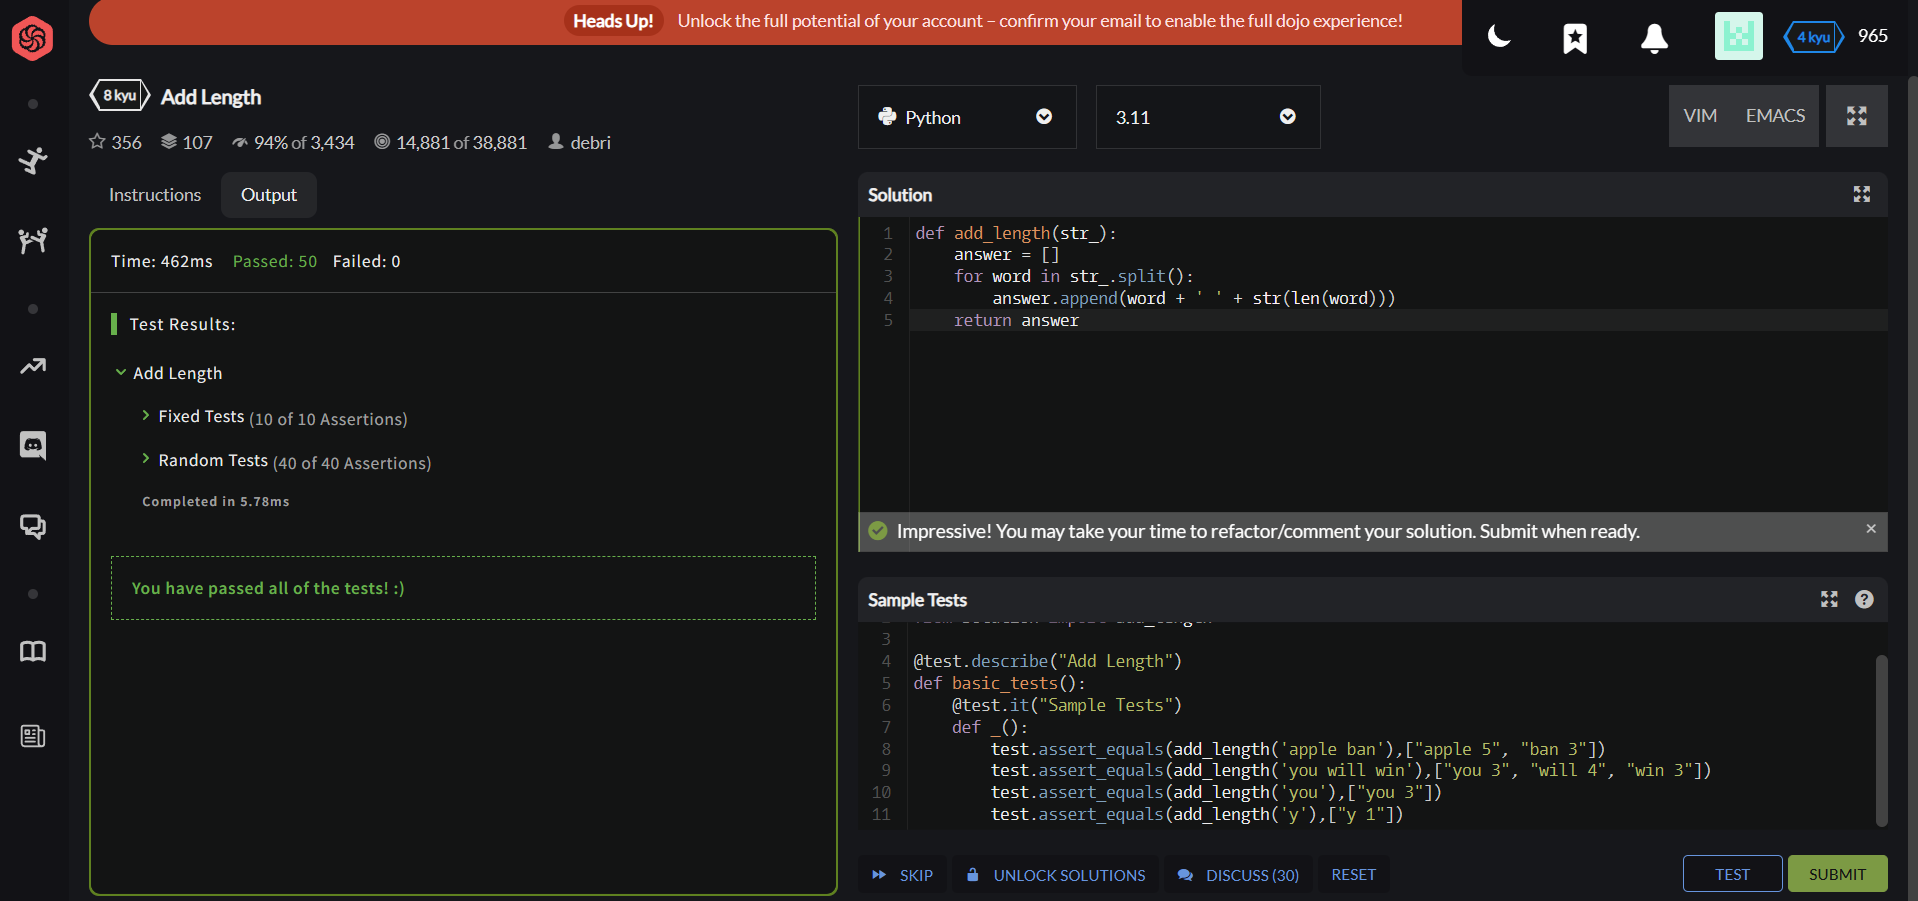 Heads Up! Unlock the full potential of your account – confirm your email to enable the full dojo experience!
4 kyu 965
8 kyu Add Length
356 107 94% of 3,434 14,881 of 38,881 debri
Instructions Output
Time: 462ms Passed: 50 Failed: 0
Test Results:
Add Length
Fixed Tests (10 of 10 Assertions)
Random Tests (40 of 40 Assertions)
Completed in 5.78ms
You have passed all of the tests! :)
Python 3.11 VIM EMACS
Solution
1 def add_length(str_):
2     answer = []
3     for word in str_.split():
4         answer.append(word + ' ' + str(len(word)))
5     return answer
Impressive! You may take your time to refactor/comment your solution. Submit when ready. ×
Sample Tests ?
3
4 @test.describe("Add Length")
5 def basic_tests():
6     @test.it("Sample Tests")
7     def _():
8         test.assert_equals(add_length('apple ban'),["apple 5", "ban 3"])
9         test.assert_equals(add_length('you will win'),["you 3", "will 4", "win 3"])
10         test.assert_equals(add_length('you'),["you 3"])
11         test.assert_equals(add_length('y'),["y 1"])
SKIP UNLOCK SOLUTIONS DISCUSS (30) RESET TEST SUBMIT